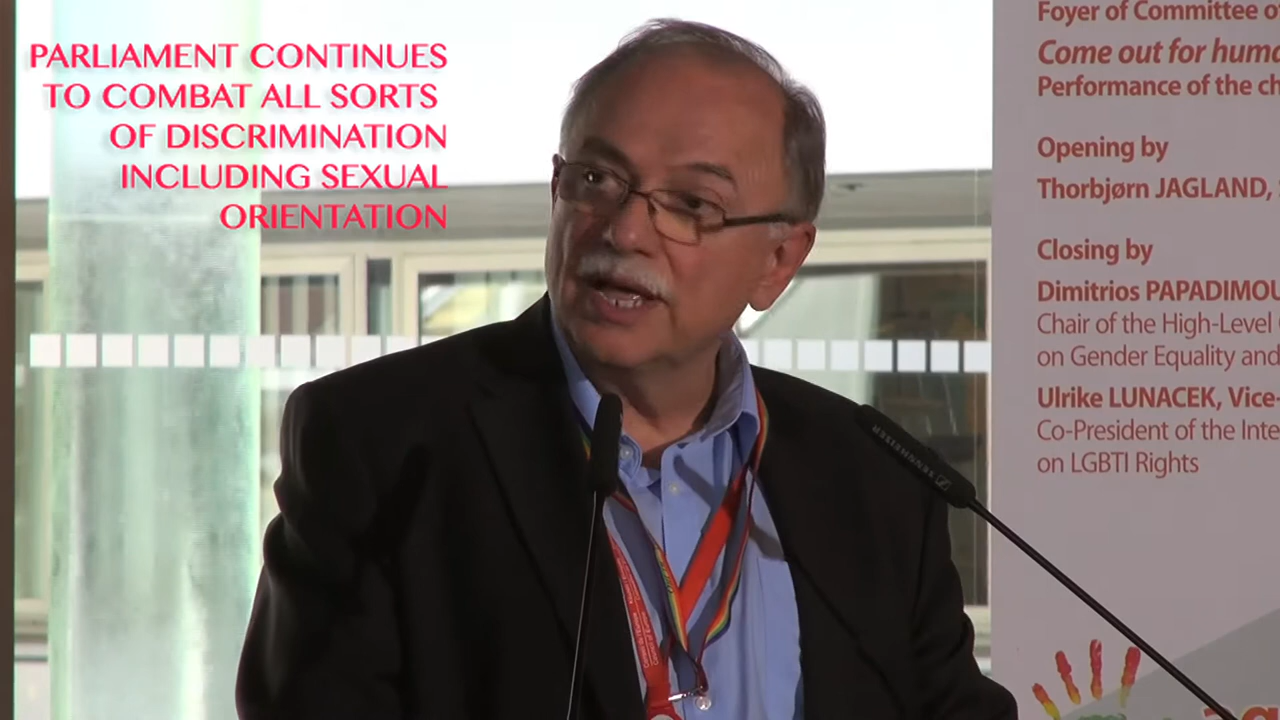 PARLIAMENT CONTINUES
TO COMBAT ALL SORTS
OF DISCRIMINATION
INCLUDING SEXUAL
ORIENTATION
Foyer of Committee o
Come out for huma
Performance of the ch
Opening by
Thorbjørn JAGLAND,
Closing by
Dimitrios PAPADIMOU
Chair of the High-Level
on Gender Equality and
Ulrike LUNACEK, Vice-
Co-President of the Inte
on LGBTI Rights
SENNHEISER